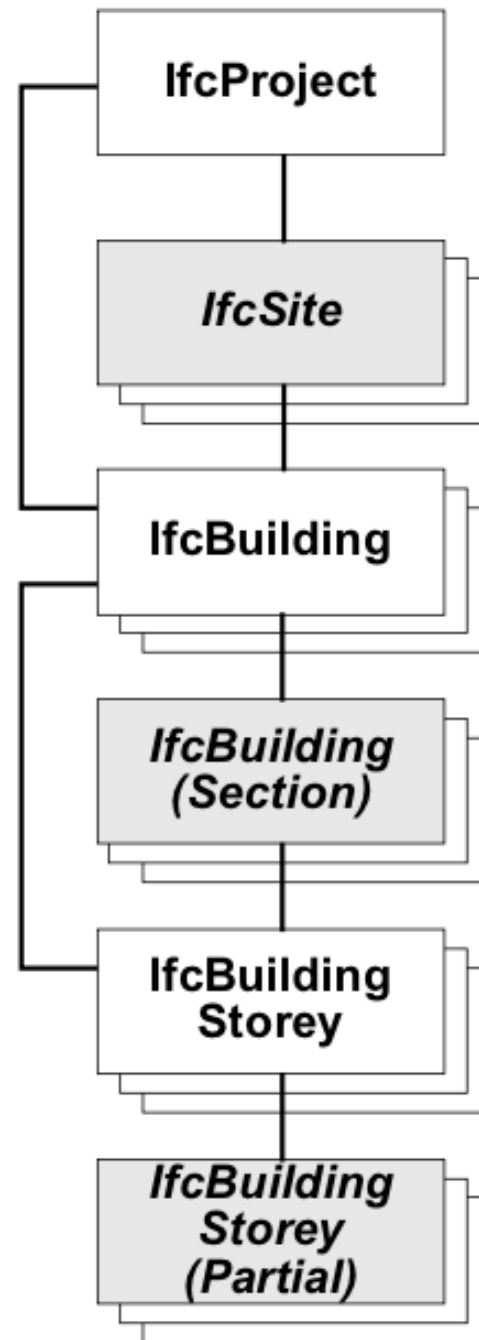 IfcProject
IfcSite
IfcBuilding
IfcBuilding
(Section)
IfcBuilding
Storey
IfcBuilding
Storey
(Partial)